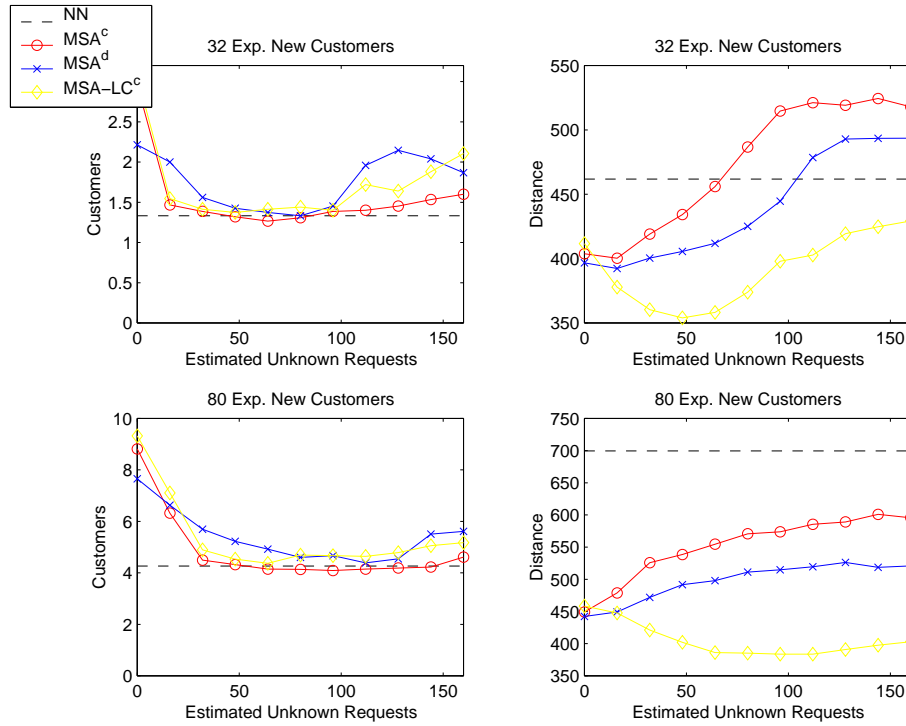 NN
MSA^c
MSA^d
MSA-LC^c
32 Exp. New Customers
Customers
2.5
2
1.5
1
0.5
0
0 50 100 150
Estimated Unknown Requests
32 Exp. New Customers
Distance
550
500
450
400
350
0 50 100 150
Estimated Unknown Requests
80 Exp. New Customers
Customers
10
8
6
4
2
0
0 50 100 150
Estimated Unknown Requests
80 Exp. New Customers
Distance
750
700
650
600
550
500
450
400
350
0 50 100 150
Estimated Unknown Requests